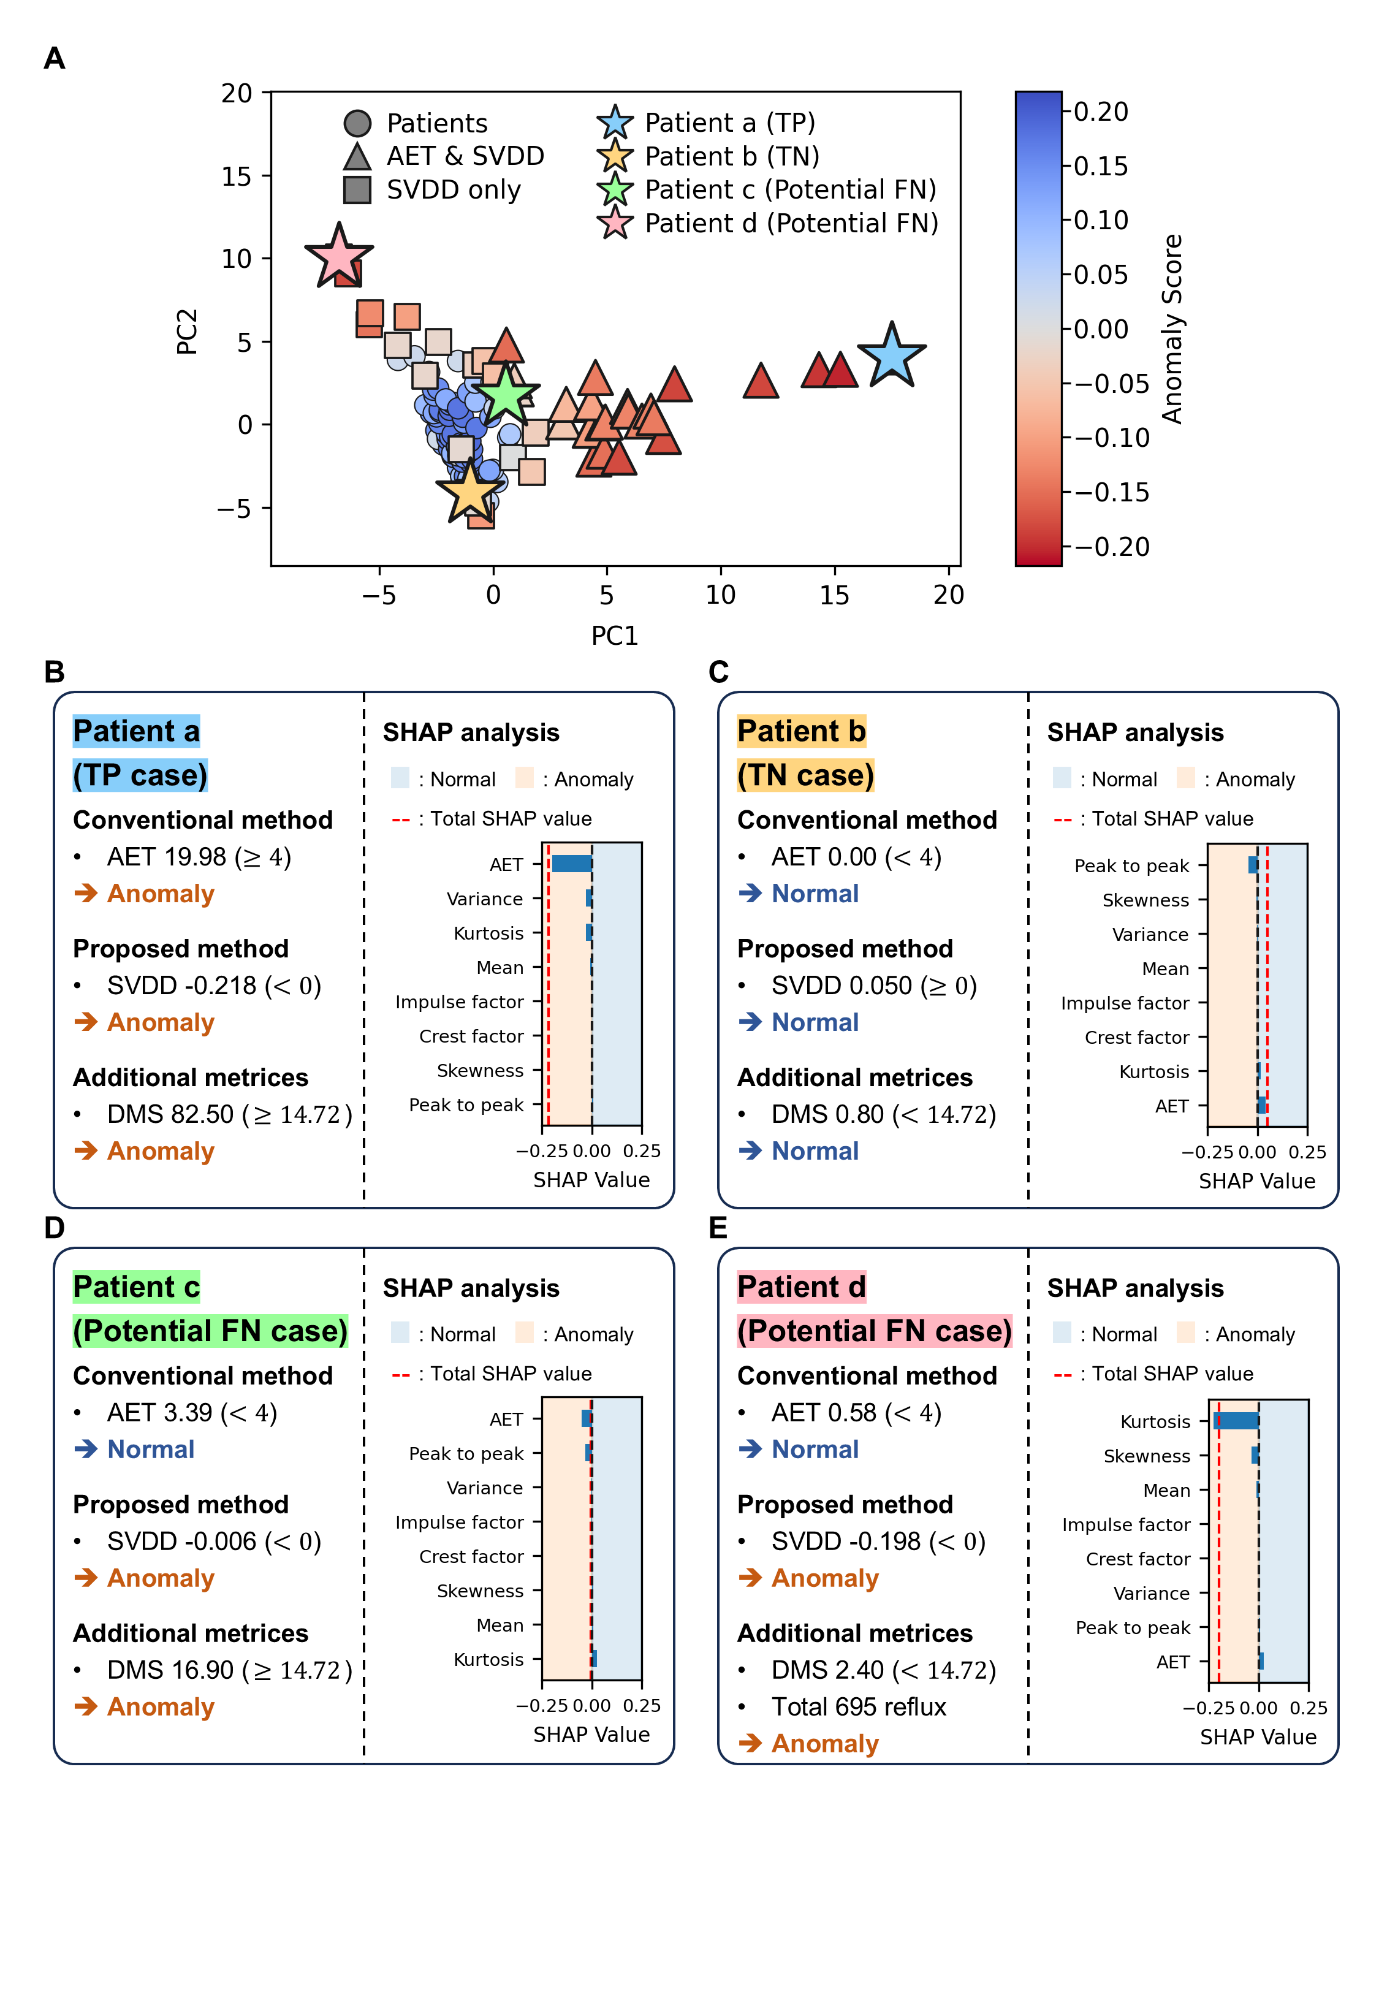 A
20
15
10
5
0
−5
PC2
Patients
AET & SVDD
SVDD only
Patient a (TP)
Patient b (TN)
Patient c (Potential FN)
Patient d (Potential FN)
−5
0
5
10
15
20
PC1
0.20
0.15
0.10
0.05
0.00
−0.05
−0.10
−0.15
−0.20
Anomaly Score
B
Patient a
(TP case)
Conventional method
• AET 19.98 (≥ 4)
➔ Anomaly
Proposed method
• SVDD -0.218 (< 0)
➔ Anomaly
Additional metrices
• DMS 82.50 (≥ 14.72)
➔ Anomaly
SHAP analysis
: Normal
: Anomaly
-- : Total SHAP value
AET
Variance
Kurtosis
Mean
Impulse factor
Crest factor
Skewness
Peak to peak
−0.25 0.00 0.25
SHAP Value
C
Patient b
(TN case)
Conventional method
• AET 0.00 (< 4)
➔ Normal
Proposed method
• SVDD 0.050 (≥ 0)
➔ Normal
Additional metrices
• DMS 0.80 (< 14.72)
➔ Normal
SHAP analysis
: Normal
: Anomaly
-- : Total SHAP value
Peak to peak
Skewness
Variance
Mean
Impulse factor
Crest factor
Kurtosis
AET
−0.25 0.00 0.25
SHAP Value
D
Patient c
(Potential FN case)
Conventional method
• AET 3.39 (< 4)
➔ Normal
Proposed method
• SVDD -0.006 (< 0)
➔ Anomaly
Additional metrices
• DMS 16.90 (≥ 14.72)
➔ Anomaly
SHAP analysis
: Normal
: Anomaly
-- : Total SHAP value
AET
Peak to peak
Variance
Impulse factor
Crest factor
Skewness
Mean
Kurtosis
−0.25 0.00 0.25
SHAP Value
E
Patient d
(Potential FN case)
Conventional method
• AET 0.58 (< 4)
➔ Normal
Proposed method
• SVDD -0.198 (< 0)
➔ Anomaly
Additional metrices
• DMS 2.40 (< 14.72)
• Total 695 reflux
➔ Anomaly
SHAP analysis
: Normal
: Anomaly
-- : Total SHAP value
Kurtosis
Skewness
Mean
Impulse factor
Crest factor
Variance
Peak to peak
AET
−0.25 0.00 0.25
SHAP Value